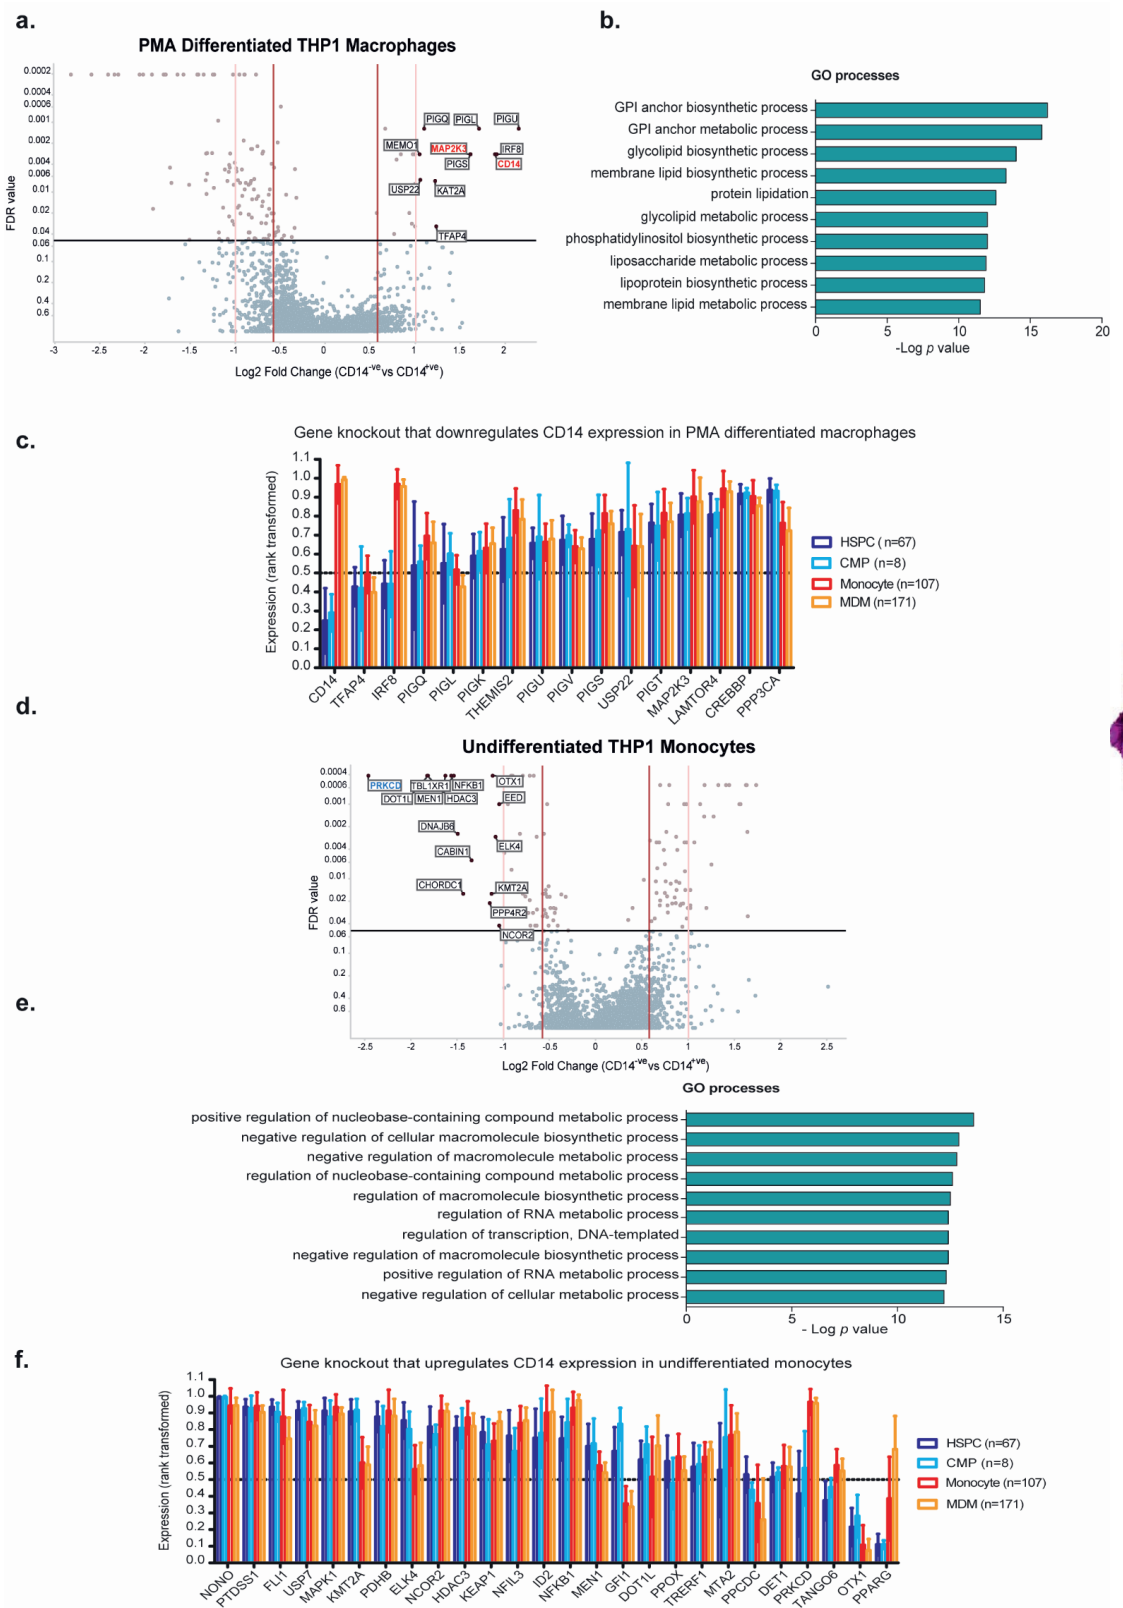 a.
b.
PMA Differentiated THP1 Macrophages
0.0002
0.0004
0.0006
0.001
0.002
0.004
0.006
0.01
0.02
0.04
0.06
0.1
0.2
0.4
0.6
FDR value
PIGQ PIGL PIGU
MEMO1 MAP2K3 IRF8
PIGS CD14
USP22 KAT2A
TFAP4
-3 -2.5 -2 -1.5 -1 -0.5 0 0.5 1 1.5 2
Log2 Fold Change (CD14-ve vs CD14+ve)
GO processes
GPI anchor biosynthetic process
GPI anchor metabolic process
glycolipid biosynthetic process
membrane lipid biosynthetic process
protein lipidation
glycolipid metabolic process
phosphatidylinositol biosynthetic process
liposaccharide metabolic process
lipoprotein biosynthetic process
membrane lipid metabolic process
0 5 10 15 20
-Log p value
c.
Gene knockout that downregulates CD14 expression in PMA differentiated macrophages
1.1
1.0
0.9
0.8
0.7
0.6
0.5
0.4
0.3
0.2
0.1
0.0
Expression (rank transformed)
CD14 TFAP4 IRF8 PIGQ PIGL PIGK THEMIS2 PIGU PIGV PIGS USP22 PIGT MAP2K3 LAMTOR4 CREBBP PPP3CA
HSPC (n=67)
CMP (n=8)
Monocyte (n=107)
MDM (n=171)
d.
Undifferentiated THP1 Monocytes
0.0004
0.0006
0.001
0.002
0.004
0.006
0.01
0.02
0.04
0.06
0.1
0.2
0.4
0.6
FDR value
PRKCD TBL1XR1 NFKB1 OTX1
DOT1L MEN1 HDAC3 EED
DNAJB6
CABIN1 ELK4
CHORDC1 KMT2A
PPP4R2
NCOR2
-2.5 -2 -1.5 -1 -0.5 0 0.5 1 1.5 2 2.5
Log2 Fold Change (CD14-ve vs CD14+ve)
e.
GO processes
positive regulation of nucleobase-containing compound metabolic process
negative regulation of cellular macromolecule biosynthetic process
negative regulation of macromolecule metabolic process
regulation of nucleobase-containing compound metabolic process
regulation of macromolecule biosynthetic process
regulation of RNA metabolic process
regulation of transcription, DNA-templated
negative regulation of macromolecule biosynthetic process
positive regulation of RNA metabolic process
negative regulation of cellular metabolic process
0 5 10 15
- Log p value
f.
Gene knockout that upregulates CD14 expression in undifferentiated monocytes
1.1
1.0
0.9
0.8
0.7
0.6
0.5
0.4
0.3
0.2
0.1
0.0
Expression (rank transformed)
NONO PTDSS1 FLI1 USP7 MAPK1 KMT2A PDHB ELK4 NCOR2 HDAC3 KEAP1 NFIL3 ID2 NFKB1 MEN1 GFI1 DOT1L PPOX TRERF1 MTA2 PPCDC DET1 PRKCD TANGO6 OTX1 PPARG
HSPC (n=67)
CMP (n=8)
Monocyte (n=107)
MDM (n=171)